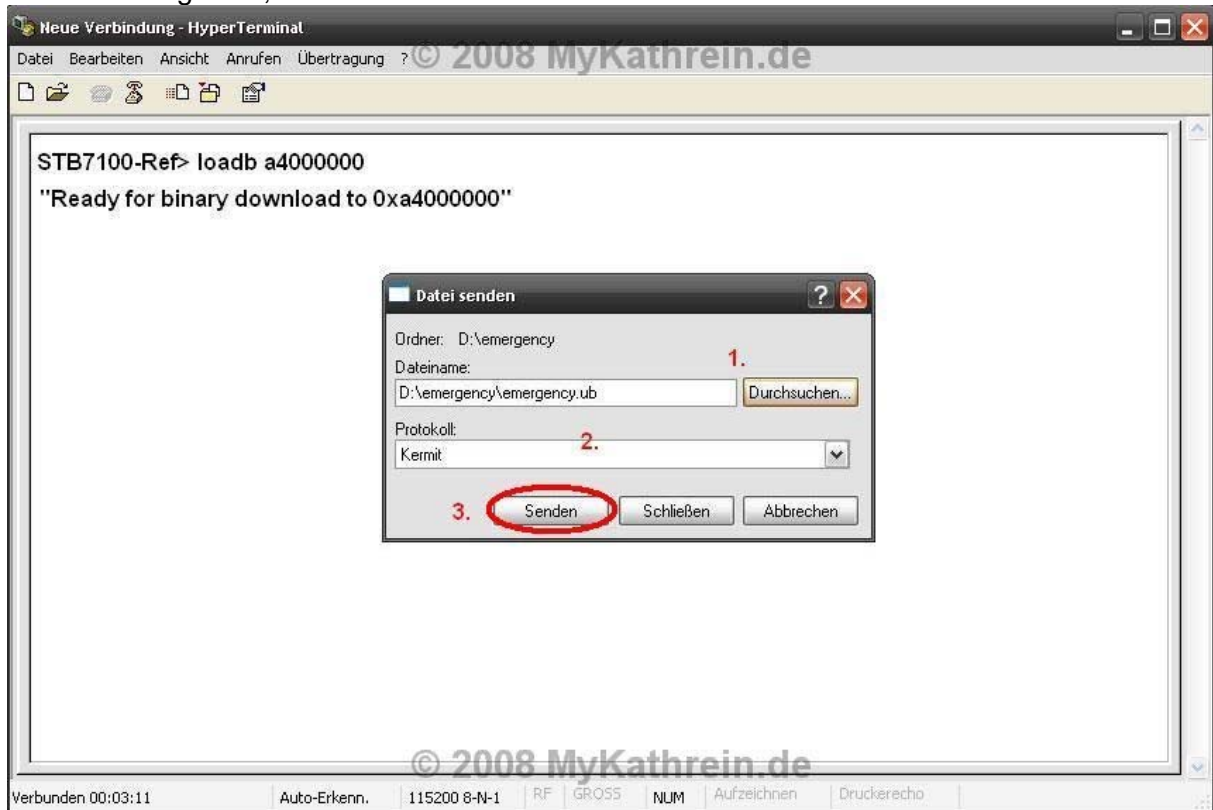 Neue Verbindung - HyperTerminal
Datei Bearbeiten Ansicht Anrufen Übertragung ?
© 2008 MyKathrein.de
STB7100-Ref> loadb a4000000
"Ready for binary download to 0xa4000000"
Datei senden
Ordner: D:\emergency
1.
Dateiname:
D:\emergency\emergency.ub Durchsuchen...
Protokoll:
2.
Kermit
3. Senden Schließen Abbrechen
© 2008 MyKathrein.de
Verbunden 00:03:11 Auto-Erkenn. 115200 8-N-1 RF GROSS NUM Aufzeichnen Druckerecho